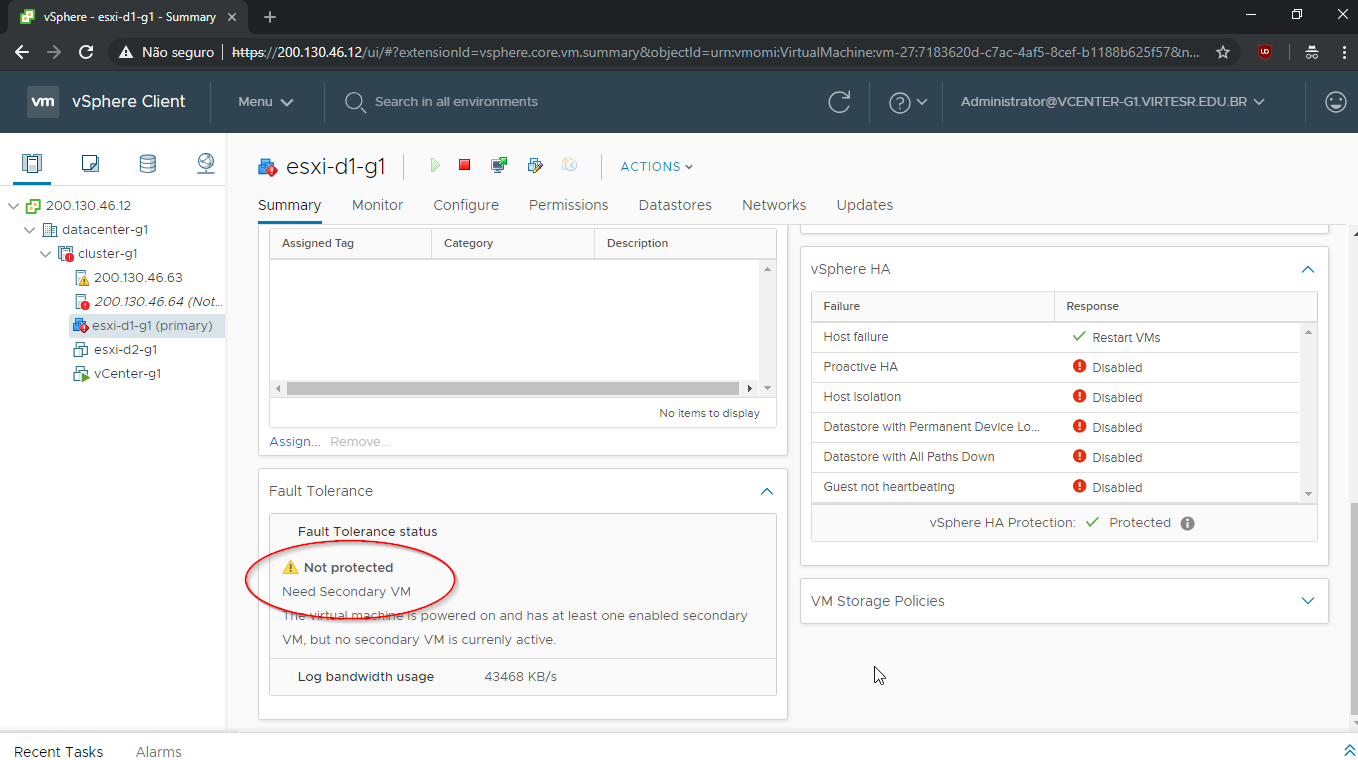 vSphere - esxi-d1-g1 - Summary
Não seguro
https://200.130.46.12/ui/#?extensionId=vsphere.core.vm.summary&objectId=urn:vmomi:VirtualMachine:vm-27:7183620d-c7ac-4af5-8cef-b1188b625f57&n...
vm vSphere Client
Menu
Search in all environments
Administrator@VCENTER-G1.VIRTESR.EDU.BR
200.130.46.12
datacenter-g1
cluster-g1
200.130.46.63
200.130.46.64 (Not...
esxi-d1-g1 (primary)
esxi-d2-g1
vCenter-g1
esxi-d1-g1
ACTIONS
Summary Monitor Configure Permissions Datastores Networks Updates
Assigned Tag Category Description
No items to display
Assign... Remove...
Fault Tolerance
Fault Tolerance status
Not protected
Need Secondary VM
The virtual machine is powered on and has at least one enabled secondary
VM, but no secondary VM is currenly active.
Log bandwidth usage 43468 KB/s
vSphere HA
Failure Response
Host failure Restart VMs
Proactive HA Disabled
Host Isolation Disabled
Datastore with Permanent Device Lo... Disabled
Datastore with All Paths Down Disabled
Guest not heartbeating Disabled
vSphere HA Protection: Protected
VM Storage Policies
Recent Tasks Alarms